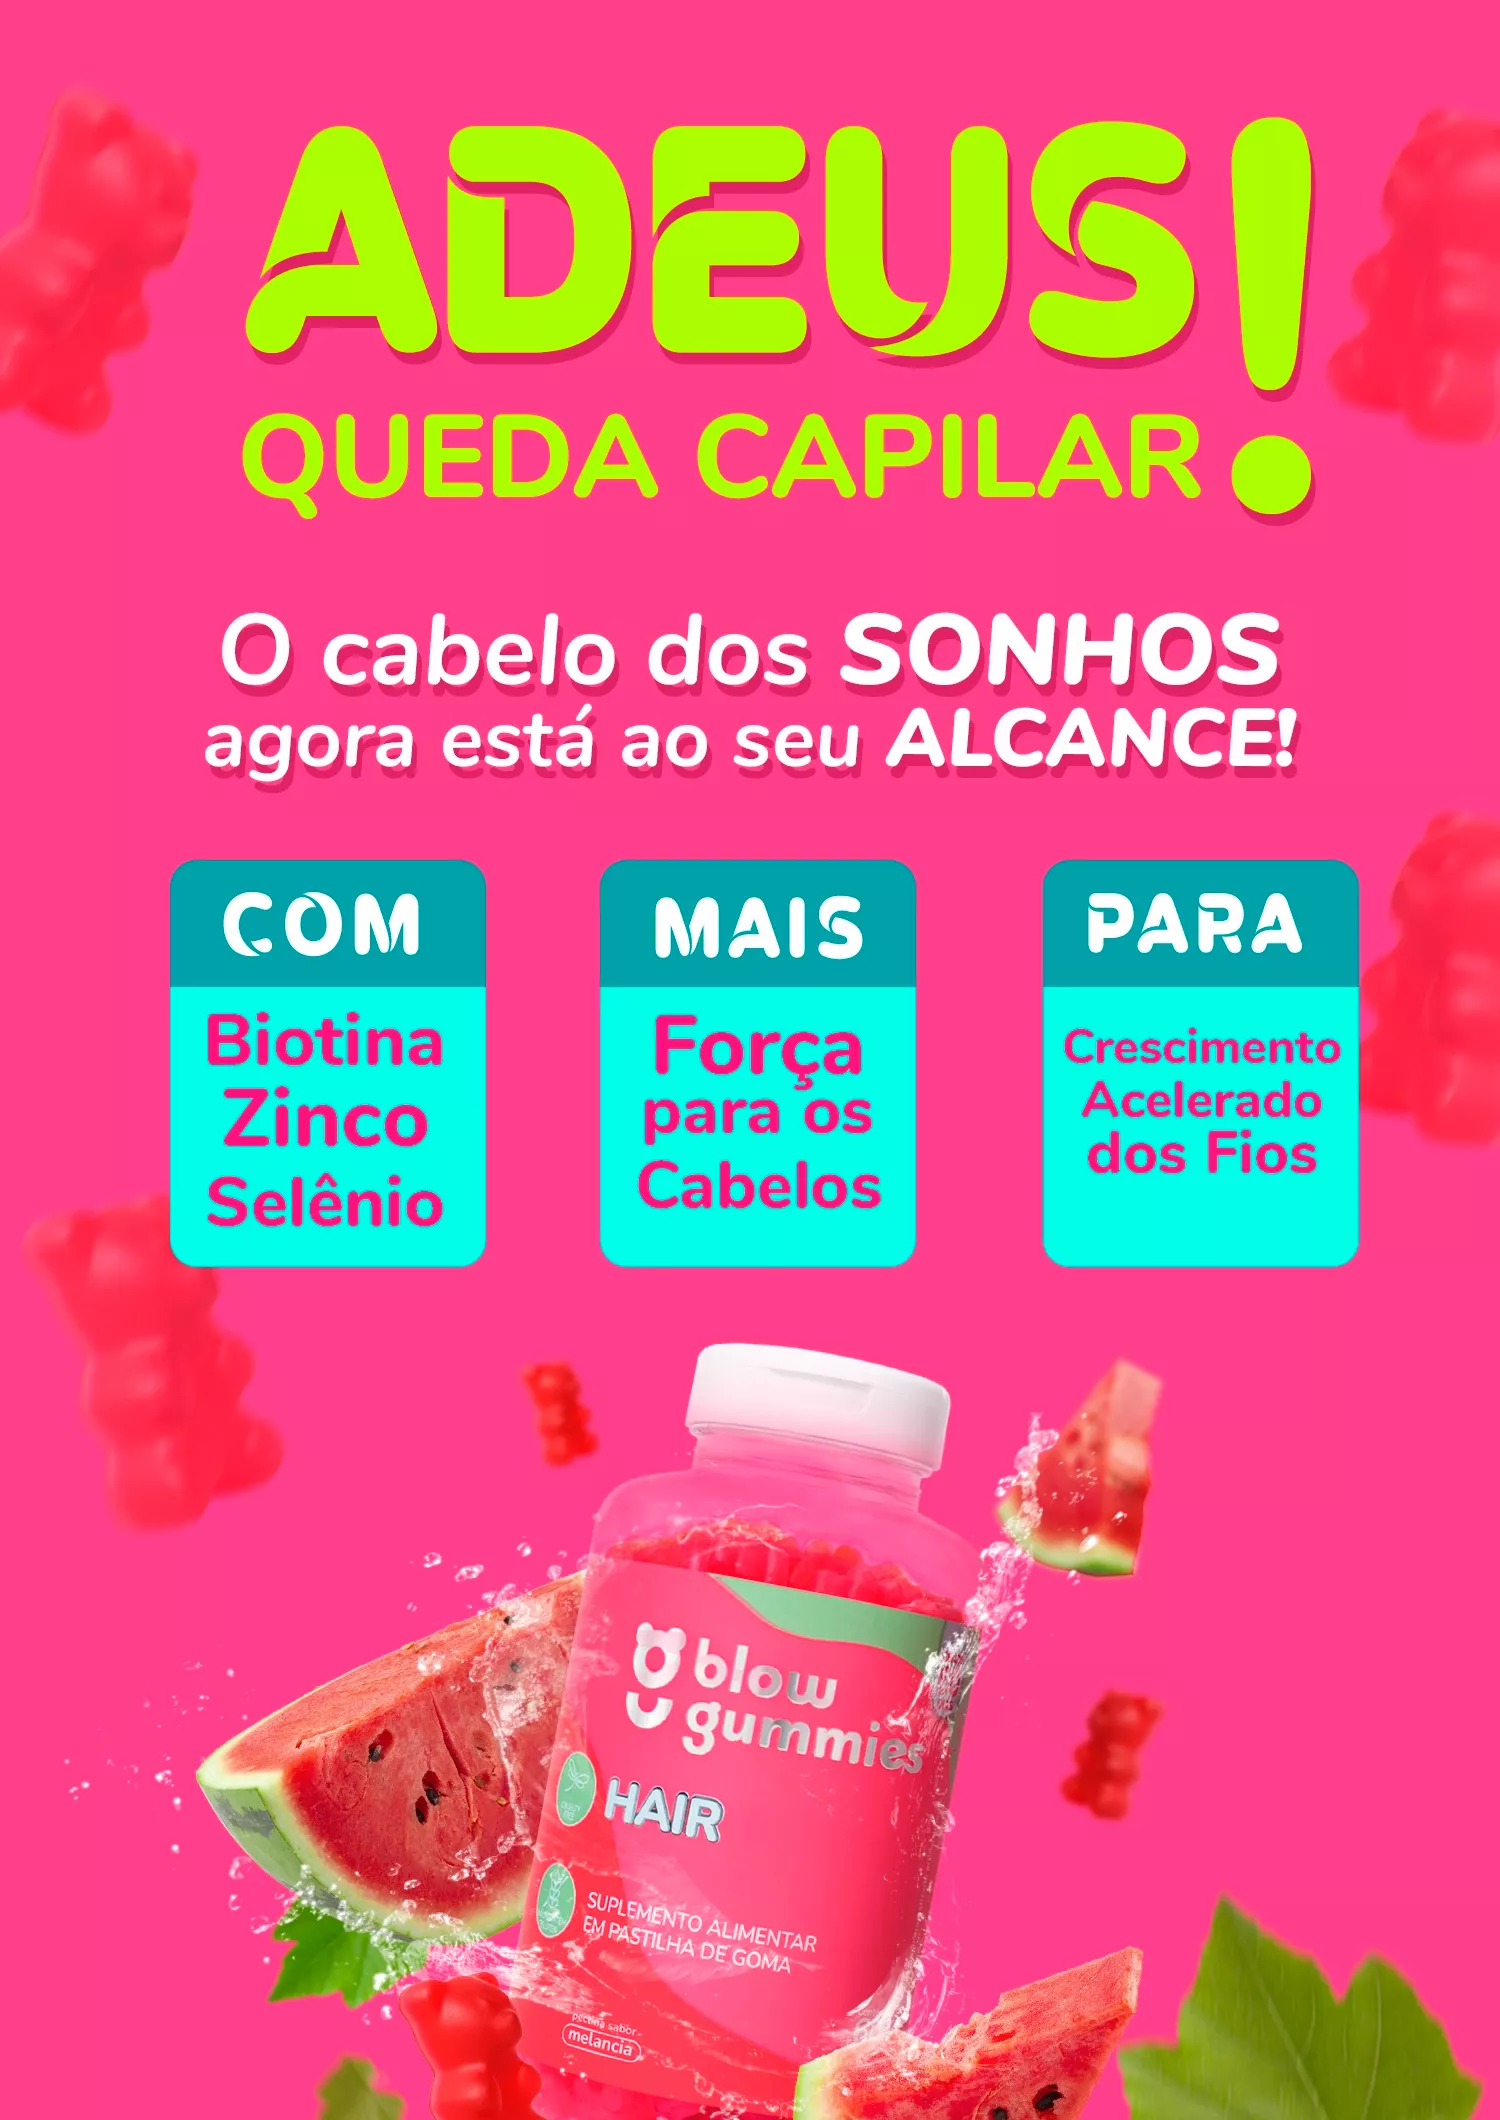 ADEUS!
QUEDA CAPILAR
O cabelo dos SONHOS
agora está ao seu ALCANCE!
COM
Biotina
Zinco
Selênio
MAIS
Força
para os
Cabelos
PARA
Crescimento
Acelerado
dos Fios
blow
gummies
HAIR
SUPLEMENTO ALIMENTAR
EM PASTILHA DE GOMA
pectina sabor
melancia